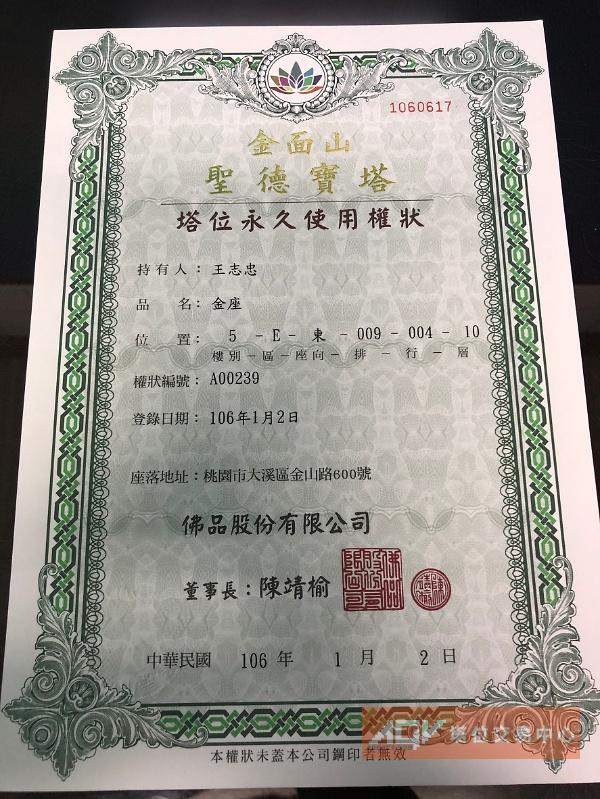 1060617
金面山
聖德寶塔
塔位永久使用權狀
持有人：王志忠
品名：金座
位置：5-E-東-009-004-10
樓別-區-座向-排-行-層
權狀編號：A00239
登錄日期：106年1月2日
座落地址：桃園市大溪區金山路600號
佛品股份有限公司
董事長：陳靖榆
中華民國 106 年 1 月 2 日
本權狀未蓋本公司鋼印者無效